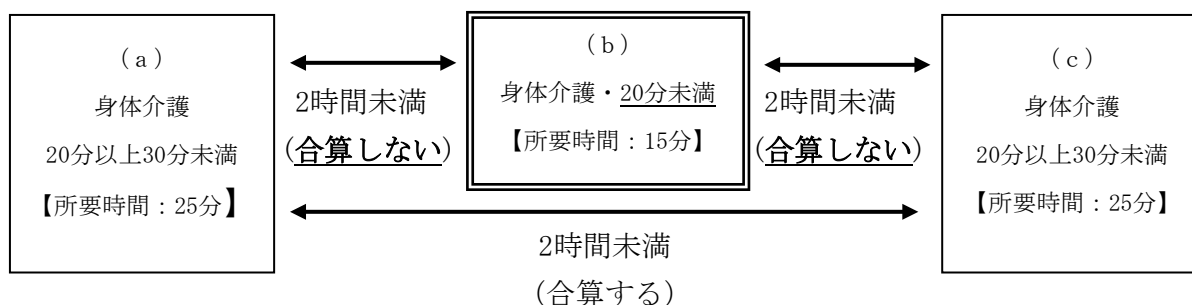 （ａ）
身体介護
20分以上30分未満
【所要時間：25分】
2時間未満
(合算しない)
（ｂ）
身体介護・20分未満
【所要時間：15分】
2時間未満
(合算しない)
（ｃ）
身体介護
20分以上30分未満
【所要時間：25分】
2時間未満
(合算する)